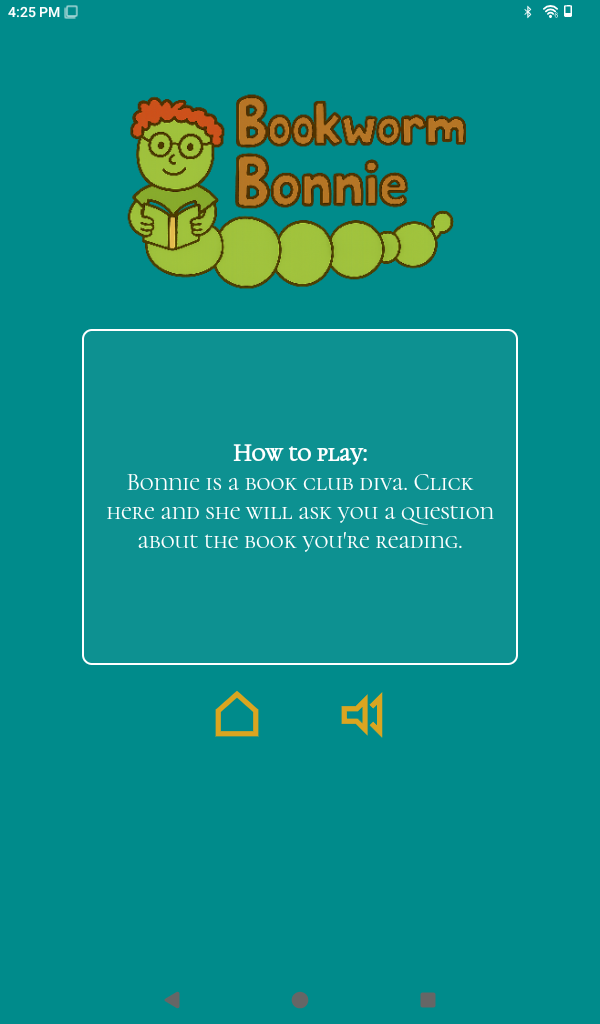 4:25 PM
Bookworm
Bonnie
How to play:
Bonnie is a book club diva. Click
here and she will ask you a question
about the book you're reading.